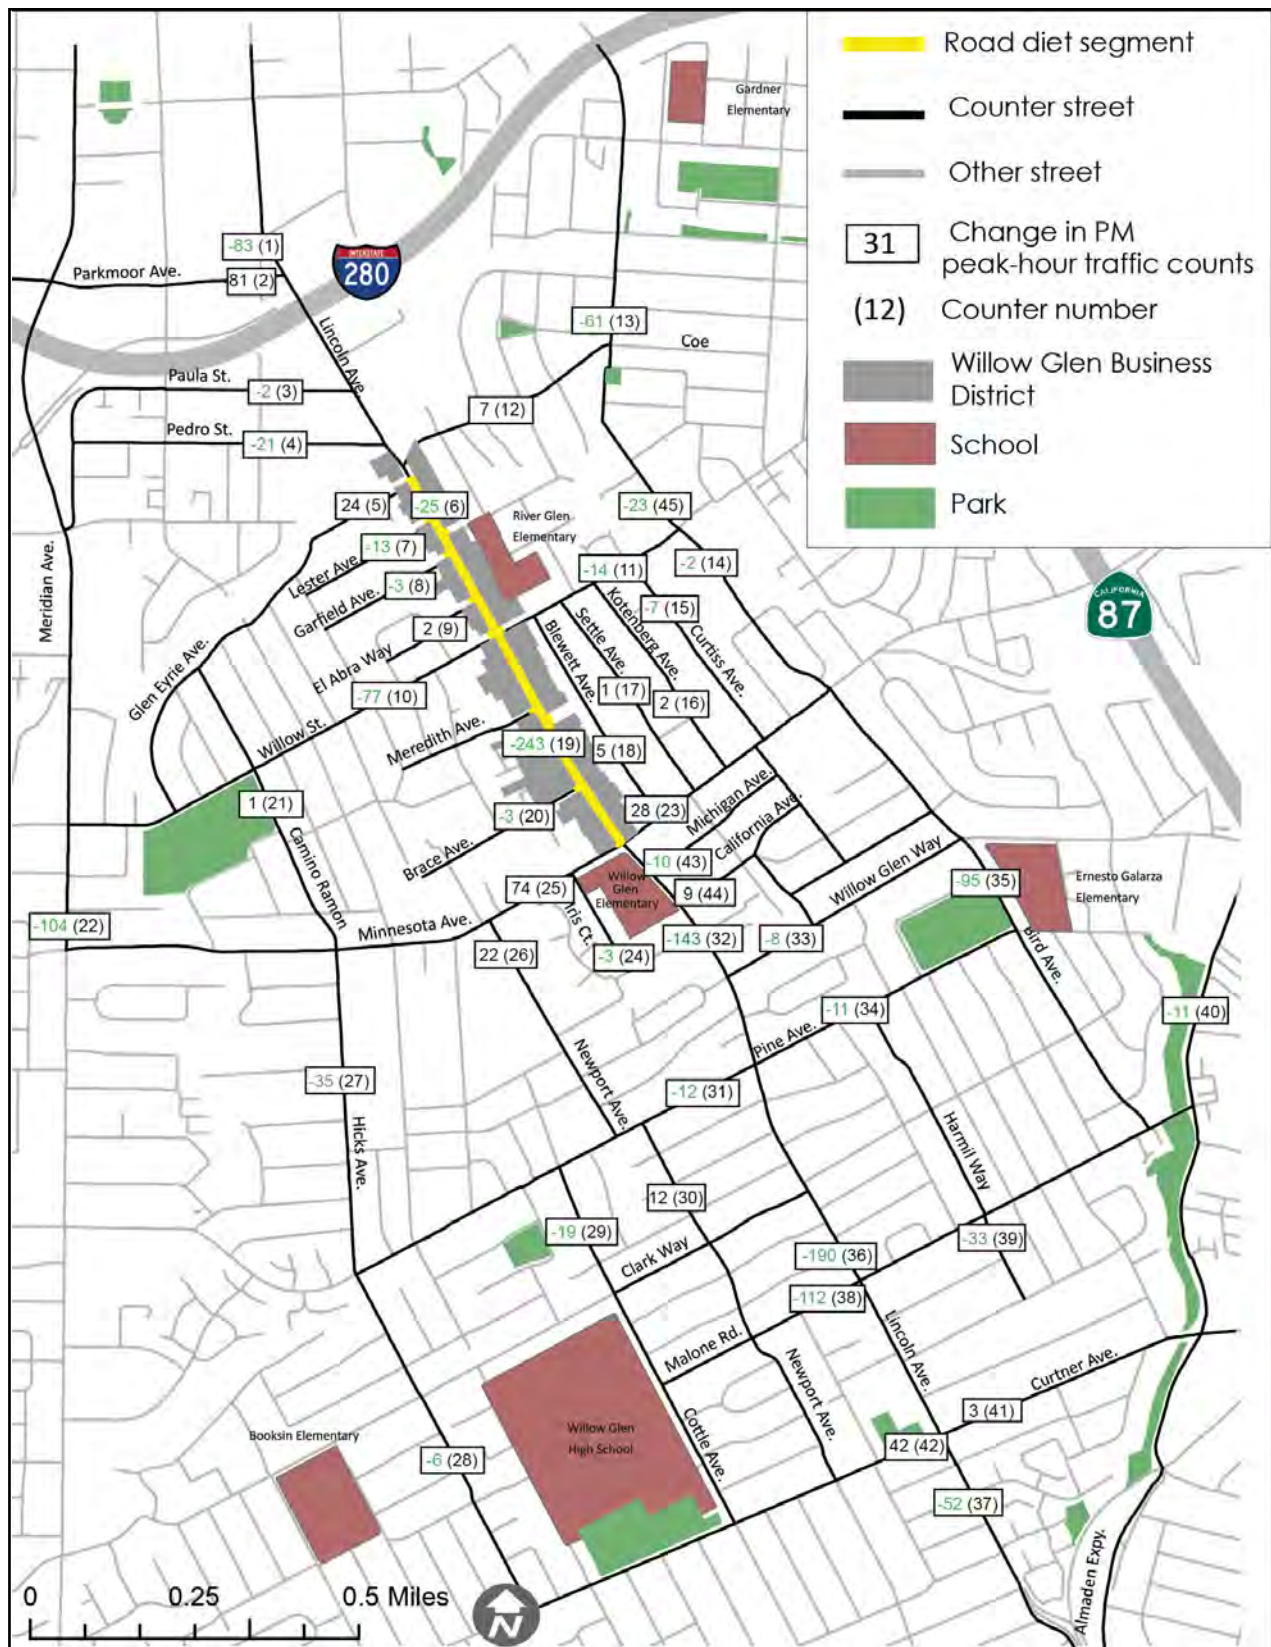 Road diet segment
Counter street
Other street
31
Change in PM
peak-hour traffic counts
(12)
Counter number
Willow Glen Business
District
School
Park
Gardner
Elementary
-83 (1)
Parkmoor Ave.
81 (2)
INTERSTATE
280
Lincoln Ave.
-61 (13)
Coe
Paula St.
-2 (3)
7 (12)
Pedro St.
-21 (4)
24 (5)
-25 (6)
-23 (45)
River Glen
Elementary
-13 (7)
Lester Ave.
-14 (11)
-2 (14)
-3 (8)
Garfield Ave.
CALIFORNIA
87
Meridian Ave.
-7 (15)
2 (9)
El Abra Way
Blewett Ave.
Settle Ave.
Kotenberg Ave.
Curtiss Ave.
Glen Eyrie Ave.
-77 (10)
1 (17)
2 (16)
Willow St.
Meredith Ave.
-243 (19)
5 (18)
1 (21)
-3 (20)
28 (23)
Michigan Ave.
California Ave.
Camino Ramon
Brace Ave.
-10 (43)
Willow
Glen
Elementary
74 (25)
9 (44)
Willow Glen Way
-95 (35)
Ernesto Galarza
Elementary
-104 (22)
Minnesota Ave.
Iris Ct.
-143 (32)
-8 (33)
22 (26)
-3 (24)
Bird Ave.
-11 (34)
-11 (40)
Pine Ave.
-35 (27)
Newport Ave.
-12 (31)
Hicks Ave.
Harmil Way
12 (30)
-19 (29)
-33 (39)
Clark Way
-190 (36)
-112 (38)
Malone Rd.
Lincoln Ave.
Newport Ave.
Curtner Ave.
3 (41)
Cottle Ave.
Booksin Elementary
Willow Glen
High School
42 (42)
-6 (28)
-52 (37)
Almaden Expy.
0 0.25 0.5 Miles
N